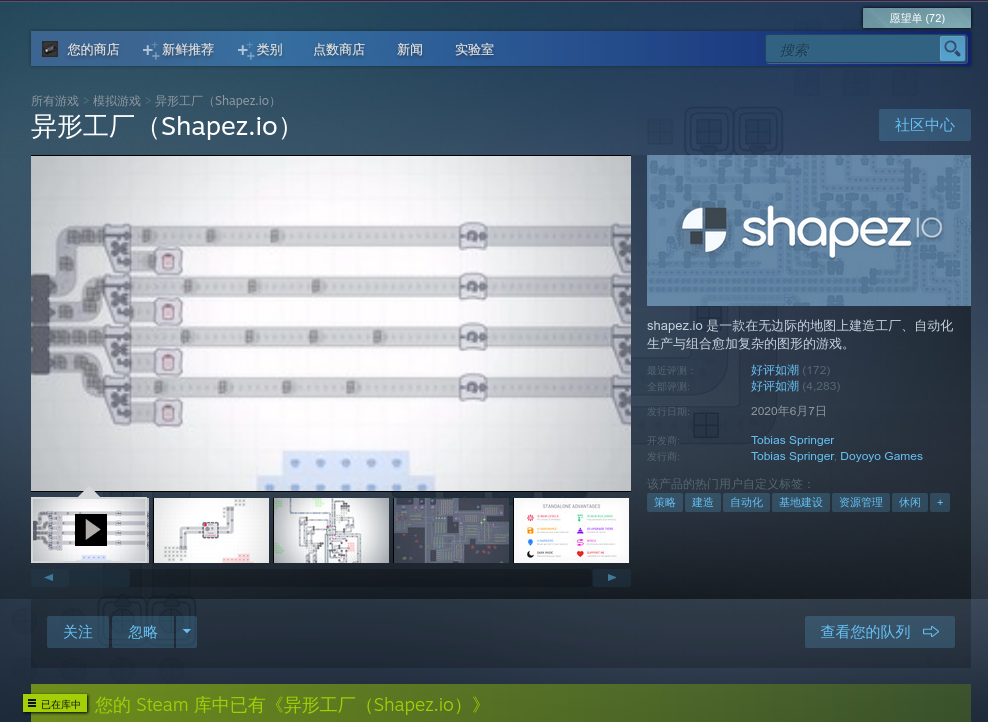 愿望单 (72)
您的商店 新鲜推荐 类别 点数商店 新闻 实验室 搜索
所有游戏 > 模拟游戏 > 异形工厂（Shapez.io）
异形工厂（Shapez.io）
社区中心
shapez IO
shapez.io 是一款在无边际的地图上建造工厂、自动化
生产与组合愈加复杂的图形的游戏。
最近评测： 好评如潮 (172)
全部评测: 好评如潮 (4,283)
发行日期: 2020年6月7日
开发商: Tobias Springer
发行商: Tobias Springer, Doyoyo Games
该产品的热门用户自定义标签：
策略 建造 自动化 基地建设 资源管理 休闲 +
STANDALONE ADVANTAGES
关注 忽略 查看您的队列
已在库中 您的 Steam 库中已有《异形工厂（Shapez.io）》